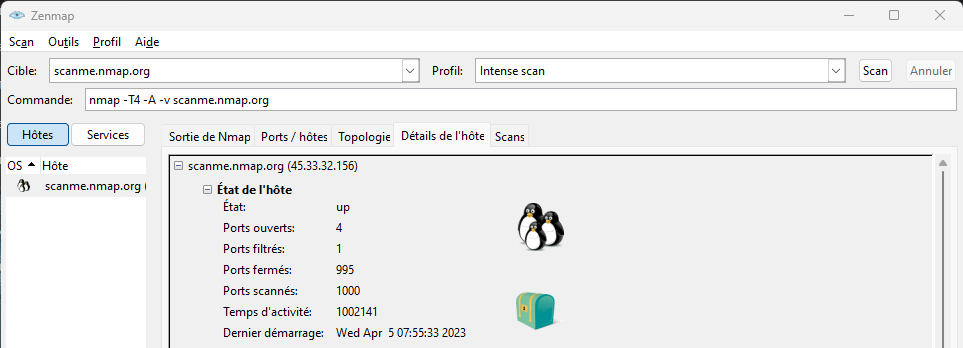 Zenmap
Scan Outils Profil Aide
Cible: scanme.nmap.org Profil: Intense scan Scan Annuler
Commande: nmap -T4 -A -v scanme.nmap.org
Hôtes Services Sortie de Nmap Ports / hôtes Topologie Détails de l'hôte Scans
OS Hôte
scanme.nmap.org (
scanme.nmap.org (45.33.32.156)
État de l'hôte
État: up
Ports ouverts: 4
Ports filtrés: 1
Ports fermés: 995
Ports scannés: 1000
Temps d'activité: 1002141
Dernier démarrage: Wed Apr 5 07:55:33 2023